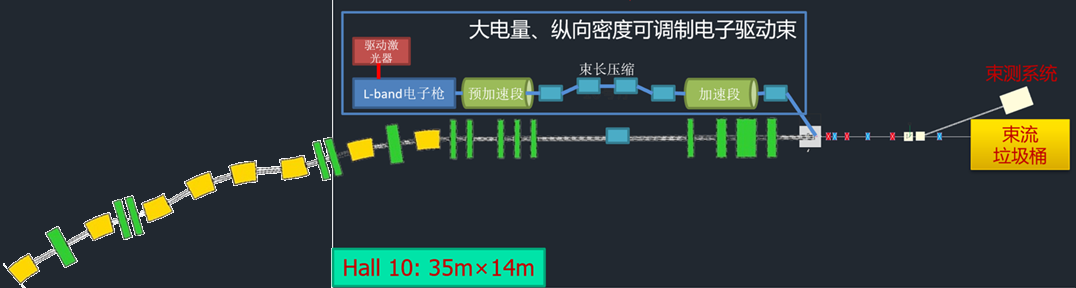 大电量、纵向密度可调制电子驱动束
驱动激
光器
束长压缩
L-band电子枪
预加速段
加速段
束测系统
束流
垃圾桶
Hall 10: 35m×14m